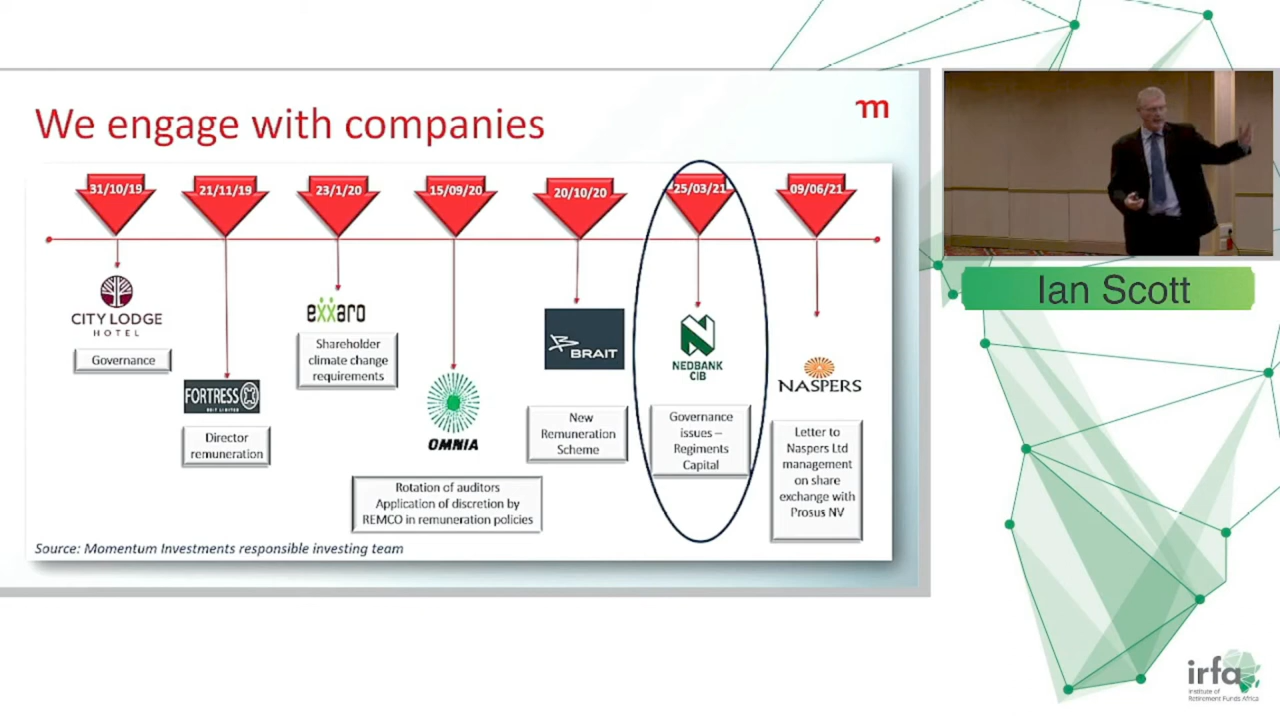 We engage with companies
m
31/10/19
21/11/19
23/1/20
15/09/20
20/10/20
25/03/21
09/06/21
CITY LODGE
HOTEL
Governance
FORTRESS
REIT LIMITED
Director
remuneration
exxaro
Shareholder
climate change
requirements
OMNIA
Rotation of auditors
Application of discretion by
REMCO in remuneration policies
BRAIT
New
Remuneration
Scheme
NEDBANK
CIB
Governance
issues –
Regiments
Capital
NASPERS
Letter to
Naspers Ltd
management
on share
exchange with
Prosus NV
Source: Momentum Investments responsible investing team
Ian Scott
irfa
Institute of
Retirement Funds Africa